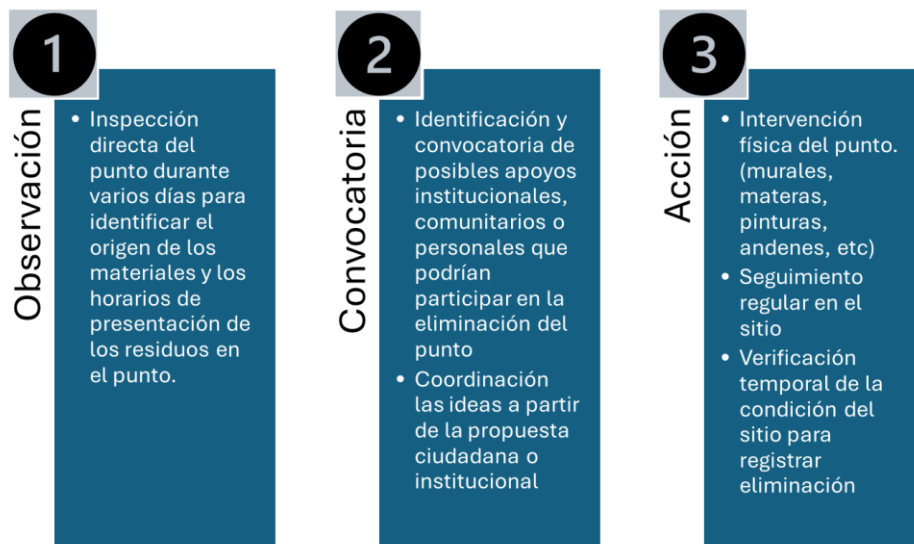 1
Observación
• Inspección
directa del
punto durante
varios días para
identificar el
origen de los
materiales y los
horarios de
presentación de
los residuos en
el punto.
2
Convocatoria
• Identificación y
convocatoria de
posibles apoyos
institucionales,
comunitarios o
personales que
podrían
participar en la
eliminación del
punto
• Coordinación
las ideas a partir
de la propuesta
ciudadana o
institucional
3
Acción
• Intervención
física del punto.
(murales,
materas,
pinturas,
andenes, etc)
• Seguimiento
regular en el
sitio
• Verificación
temporal de la
condición del
sitio para
registrar
eliminación